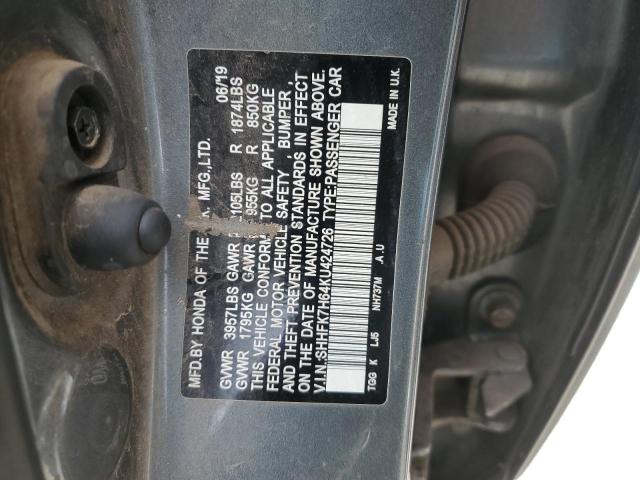 MFD.BY HONDA OF THE U.K. MFG.,LTD. 06/19
GVWR 3957LBS GAWR 105LBS R 1874LBS
GVWR 1795KG GAWR 955KG R 850KG
THIS VEHICLE CONFORMS TO ALL APPLICABLE
FEDERAL MOTOR VEHICLE SAFETY , BUMPER ,
AND THEFT PREVENTION STANDARDS IN EFFECT
ON THE DATE OF MANUFACTURE SHOWN ABOVE.
V.I.N.:SHHFK7H64KU424726 TYPE:PASSENGER CAR
TGG K LJ5 NH737M .A .U MADE IN U.K.